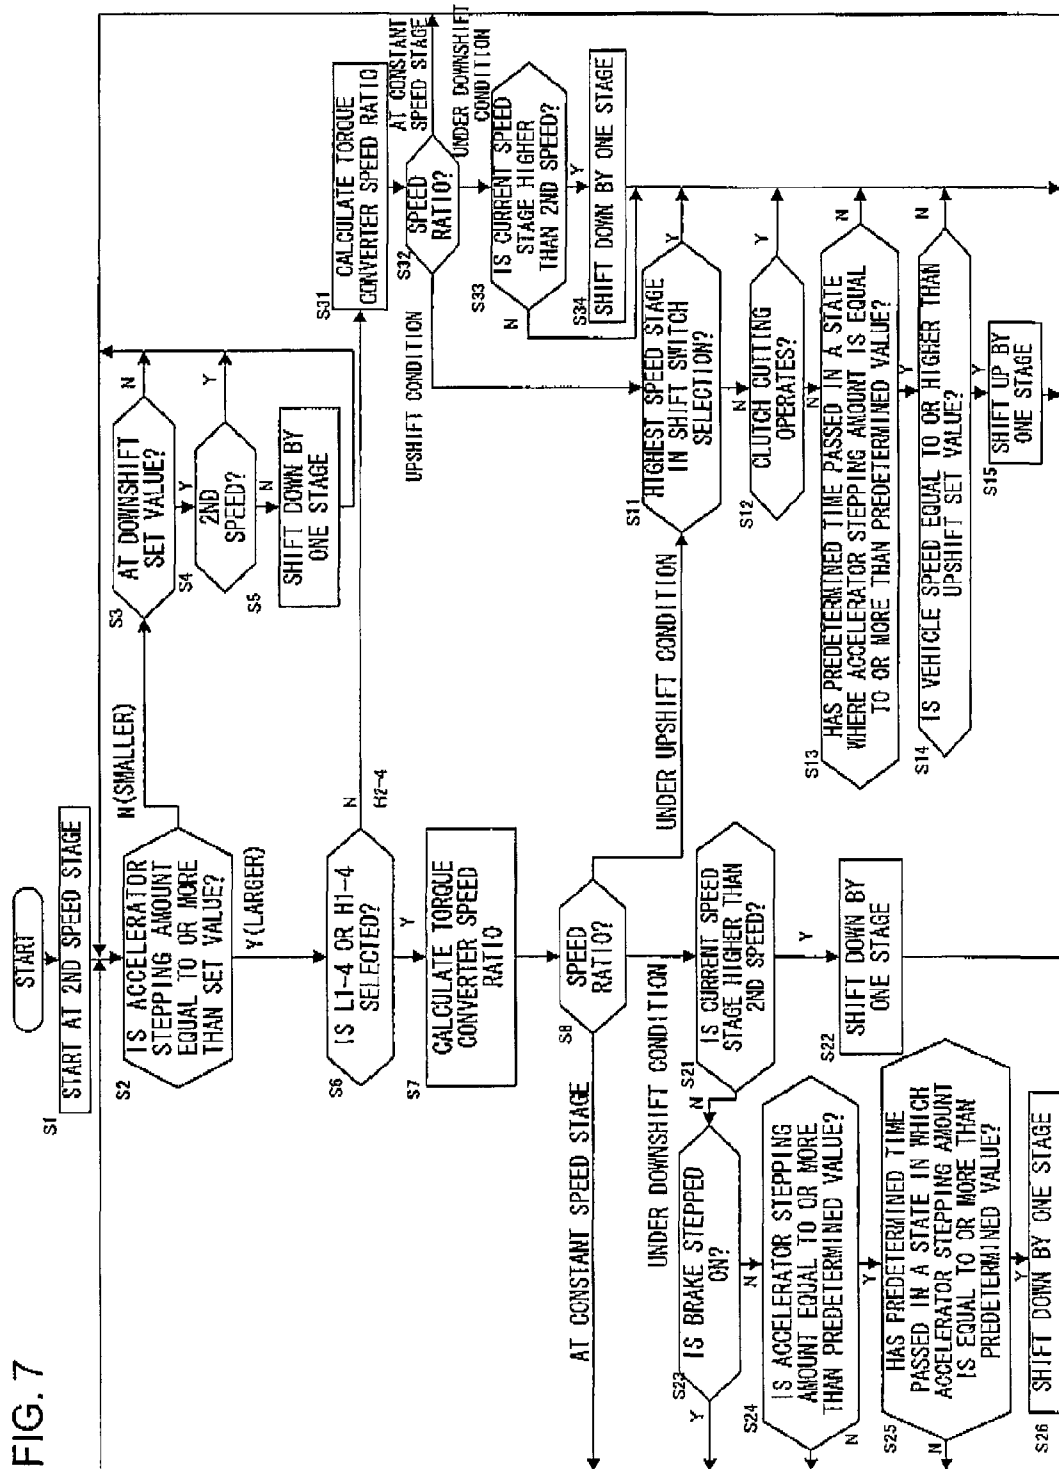 FIG. 7
START
S1
START AT 2ND SPEED STAGE
S2
IS ACCELERATOR
STEPPING AMOUNT
EQUAL TO OR MORE
THAN SET VALUE?
N(SMALLER)
Y(LARGER)
S3
AT DOWNSHIFT
SET VALUE?
N
Y
S4
2ND
SPEED?
Y
N
S5
SHIFT DOWN BY
ONE STAGE
S6
IS L1-4 OR H1-4
SELECTED?
N
H2-4
Y
S7
CALCULATE TORQUE
CONVERTER SPEED
RATIO
S8
SPEED
RATIO?
AT CONSTANT SPEED STAGE
UNDER DOWNSHIFT CONDITION
UNDER UPSHIFT CONDITION
S31
CALCULATE TORQUE
CONVERTER SPEED RATIO
S32
SPEED
RATIO?
AT CONSTANT
SPEED STAGE
UNDER DOWNSHIFT
CONDITION
UPSHIFT CONDITION
S33
IS CURRENT SPEED
STAGE HIGHER
THAN 2ND SPEED?
N
Y
S34
SHIFT DOWN BY ONE STAGE
S11
HIGHEST SPEED STAGE
IN SHIFT SWITCH
SELECTION?
Y
N
S12
CLUTCH CUTTING
OPERATES?
Y
N
S13
HAS PREDETERMINED TIME PASSED IN A STATE
WHERE ACCELERATOR STEPPING AMOUNT IS EQUAL
TO OR MORE THAN PREDETERMINED VALUE?
N
Y
S14
IS VEHICLE SPEED EQUAL TO OR HIGHER THAN
UPSHIFT SET VALUE?
N
Y
S15
SHIFT UP BY
ONE STAGE
S21
IS CURRENT SPEED
STAGE HIGHER THAN
2ND SPEED?
N
Y
S22
SHIFT DOWN BY
ONE STAGE
S23
IS BRAKE STEPPED
ON?
Y
N
S24
IS ACCELERATOR STEPPING
AMOUNT EQUAL TO OR MORE
THAN PREDETERMINED VALUE?
N
Y
S25
HAS PREDETERMINED TIME
PASSED IN A STATE IN WHICH
ACCELERATOR STEPPING AMOUNT
IS EQUAL TO OR MORE THAN
PREDETERMINED VALUE?
N
Y
S26
SHIFT DOWN BY ONE STAGE